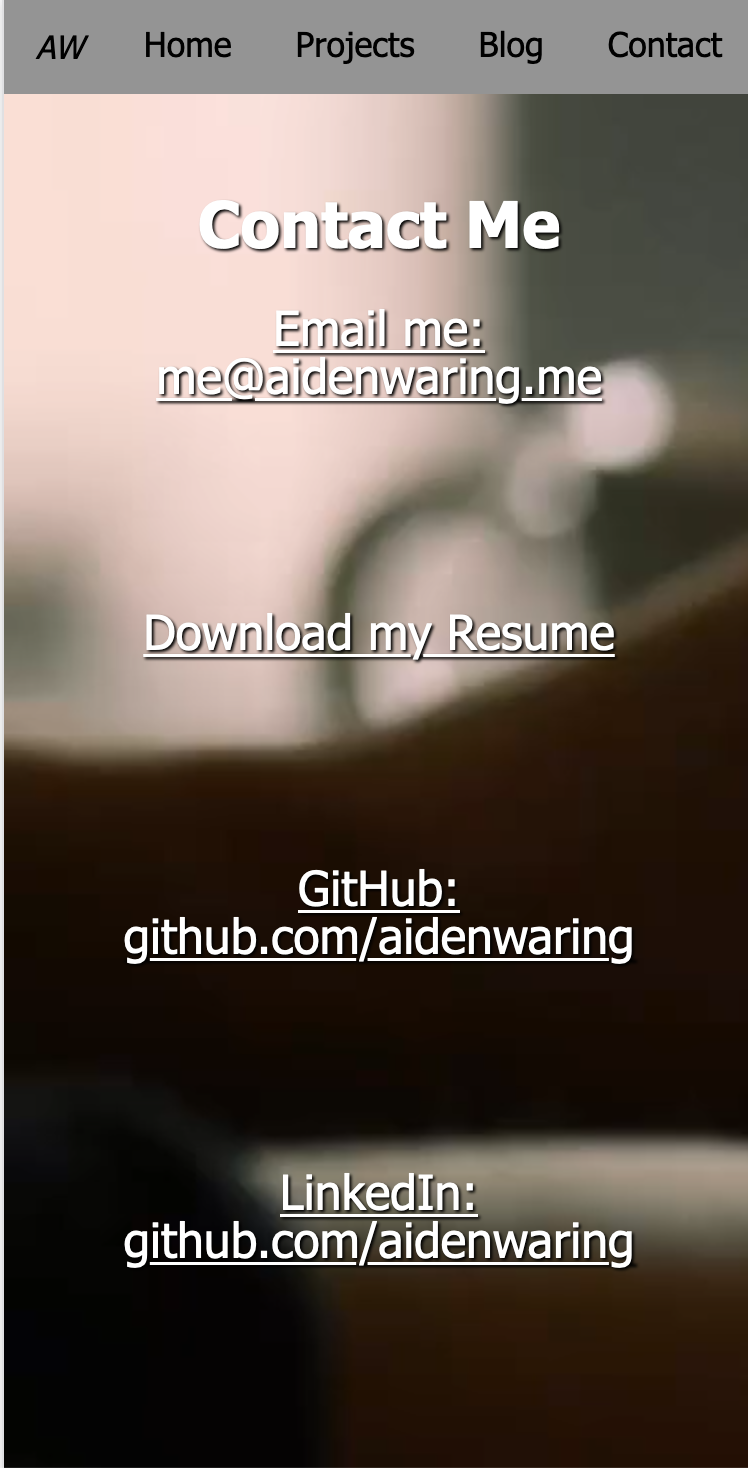 AW Home Projects Blog Contact
Contact Me
Email me:
me@aidenwaring.me
Download my Resume
GitHub:
github.com/aidenwaring
LinkedIn:
github.com/aidenwaring